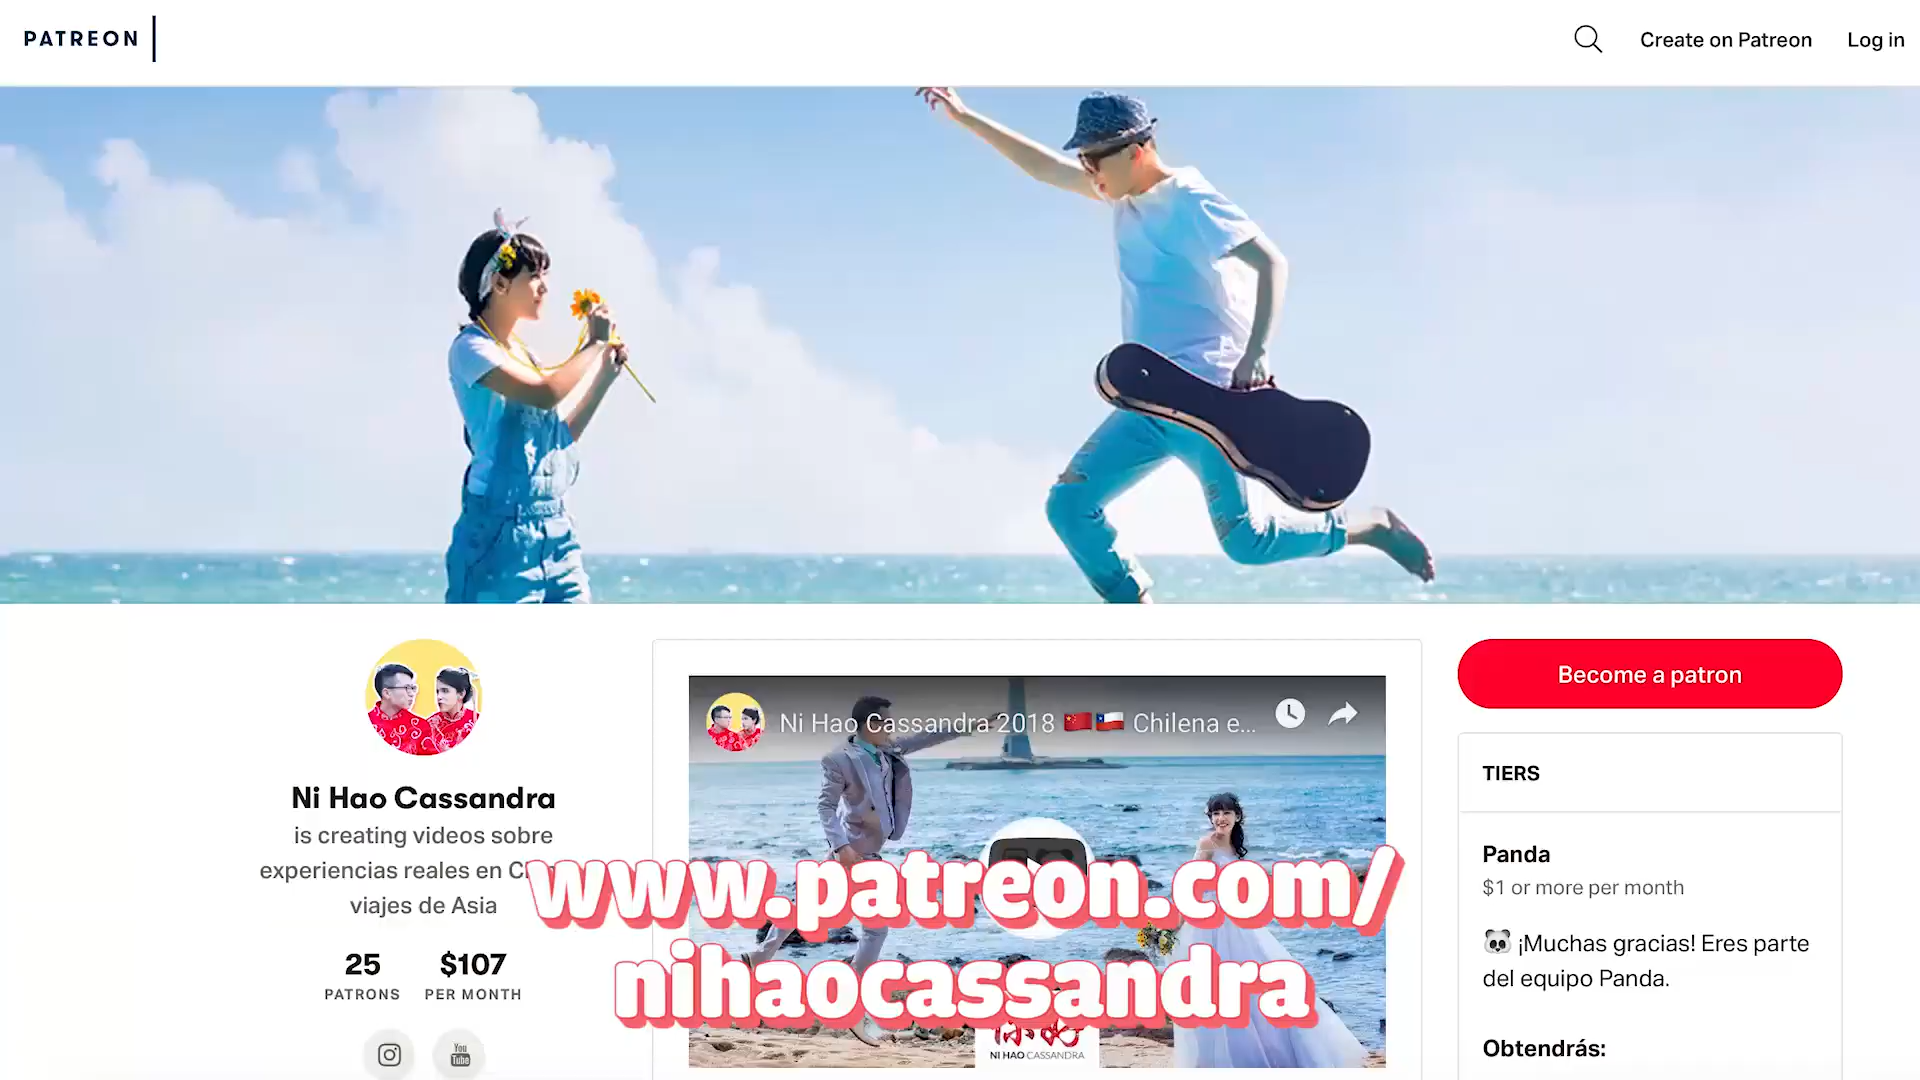 PATREON
Create on Patreon
Log in
Ni Hao Cassandra
is creating videos sobre
experiencias reales en
viajes de Asia
25
PATRONS
$107
PER MONTH
You
Tube
Ni Hao Cassandra 2018 🇨🇳🇨🇱 Chilena e...
www.patreon.com/
nihaocassandra
NI HAO CASSANDRA
Become a patron
TIERS
Panda
$1 or more per month
🐼 ¡Muchas gracias! Eres parte
del equipo Panda.
Obtendrás: